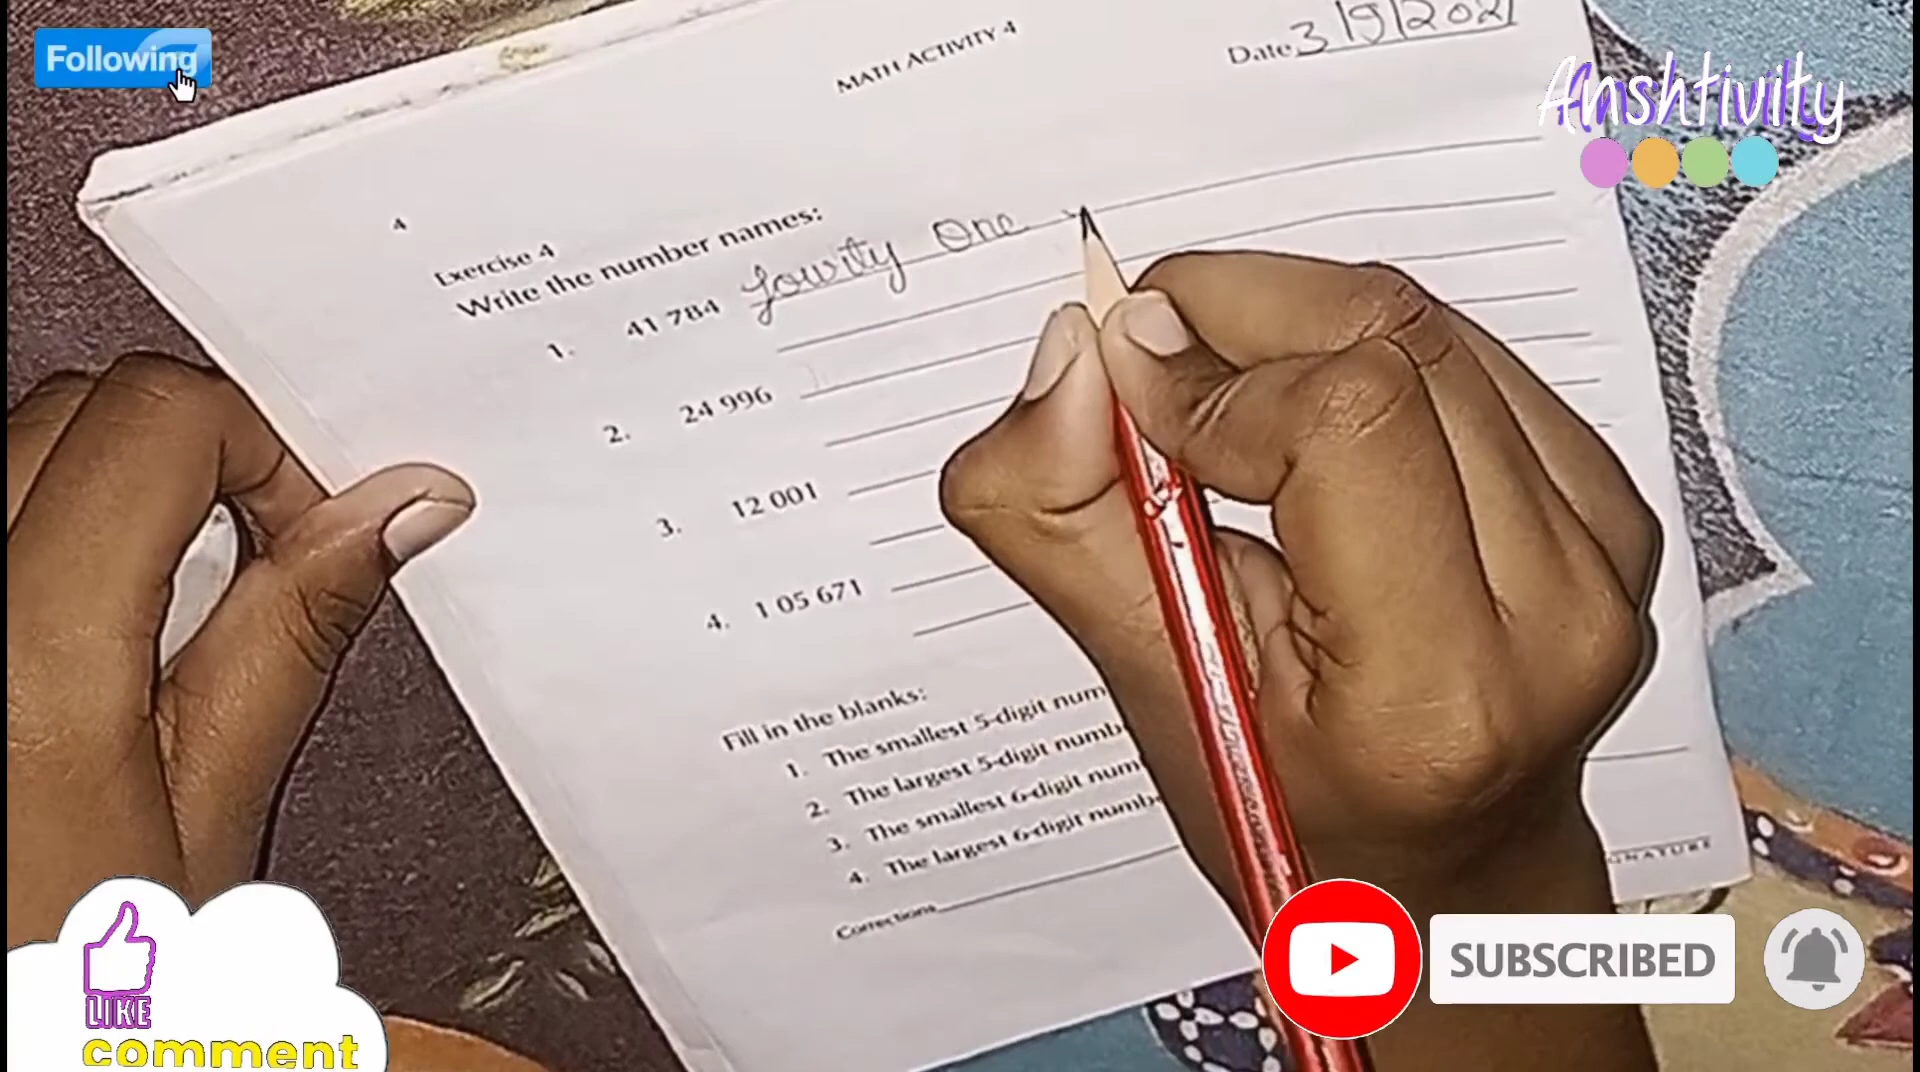 Following
MATH ACTIVITY 4
Date 3/9/2021
Anshtivity
4
Exercise 4
Write the number names:
1. 41 784 fowrity One
2. 24 996
3. 12 001
4. 1 05 671
Fill in the blanks:
1. The smallest 5-digit num
2. The largest 5-digit numb
3. The smallest 6-digit num
4. The largest 6-digit numb
Corrections
GNATURE
LIKE
comment
SUBSCRIBED